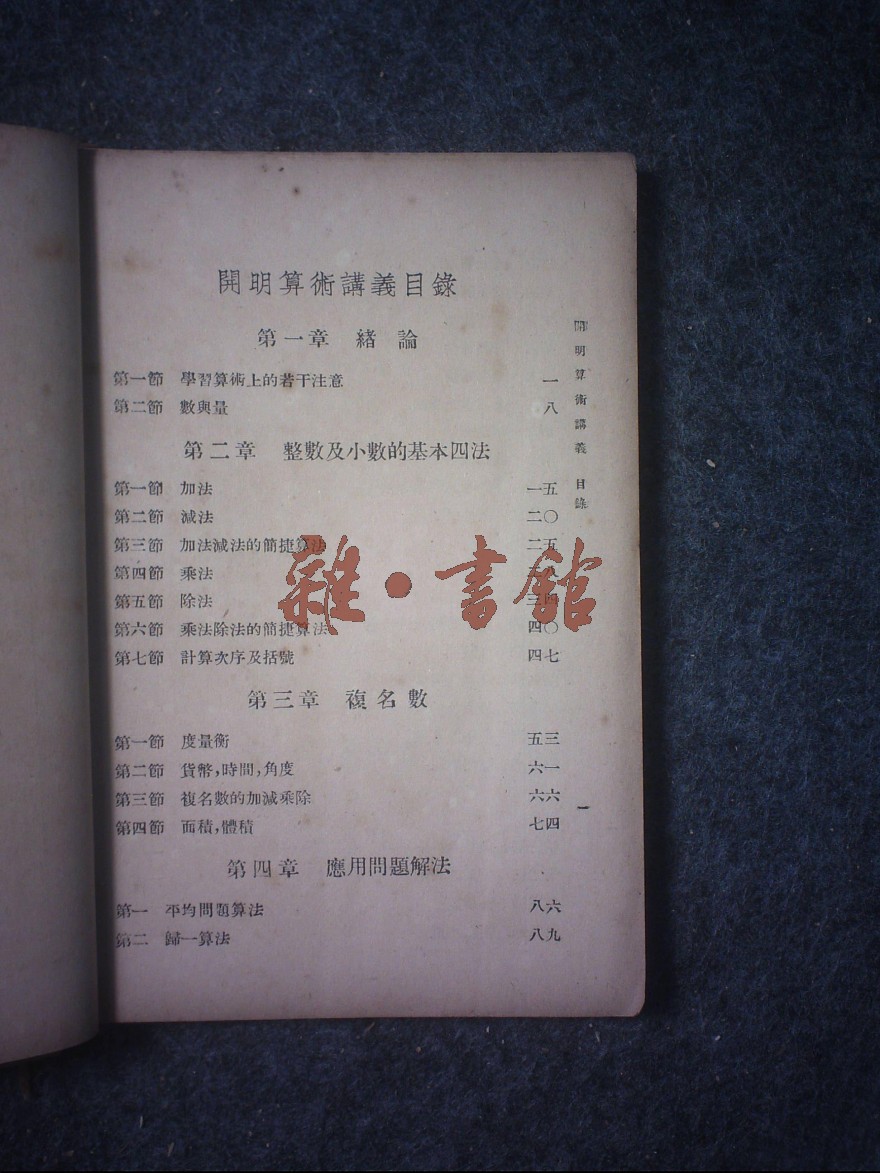 開明算術講義目錄
第一章 緒論
第一節 學習算術上的若干注意 一
第二節 數與量 八
第二章 整數及小數的基本四法
第一節 加法 一五
第二節 減法 二〇
第三節 加法減法的簡捷算法 二五
第四節 乘法
第五節 除法 三四
第六節 乘法除法的簡捷算法 四〇
第七節 計算次序及括號 四七
第三章 複名數
第一節 度量衡 五三
第二節 貨幣,時間,角度 六一
第三節 複名數的加減乘除 六六
第四節 面積,體積 七四
第四章 應用問題解法
第一 平均問題算法 八六
第二 歸一算法 八九
開明算術講義 目錄
一
雜·書館